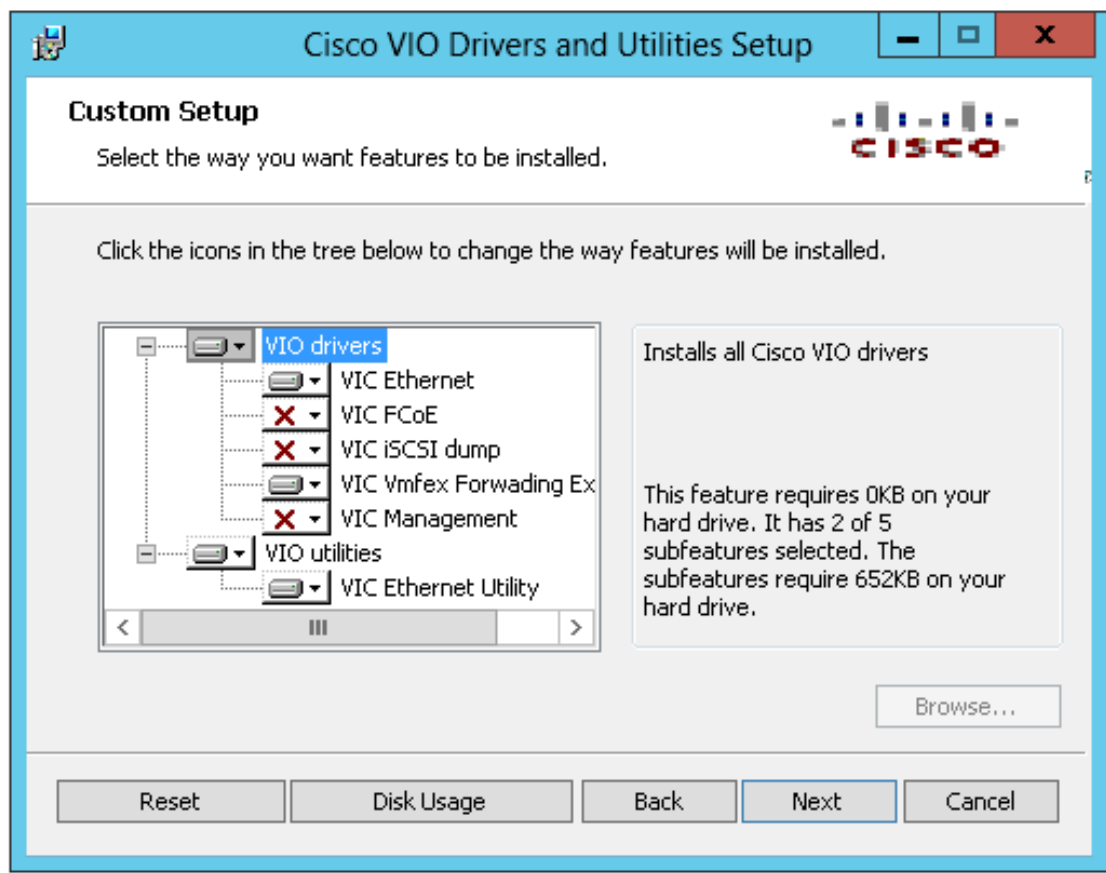 Cisco VIO Drivers and Utilities Setup
Custom Setup
Select the way you want features to be installed.
CISCO
Click the icons in the tree below to change the way features will be installed.
VIO drivers
VIC Ethernet
VIC FCoE
VIC iSCSI dump
VIC Vmfex Forwading Ex
VIC Management
VIO utilities
VIC Ethernet Utility
Installs all Cisco VIO drivers
This feature requires 0KB on your
hard drive. It has 2 of 5
subfeatures selected. The
subfeatures require 652KB on your
hard drive.
Browse...
Reset
Disk Usage
Back
Next
Cancel